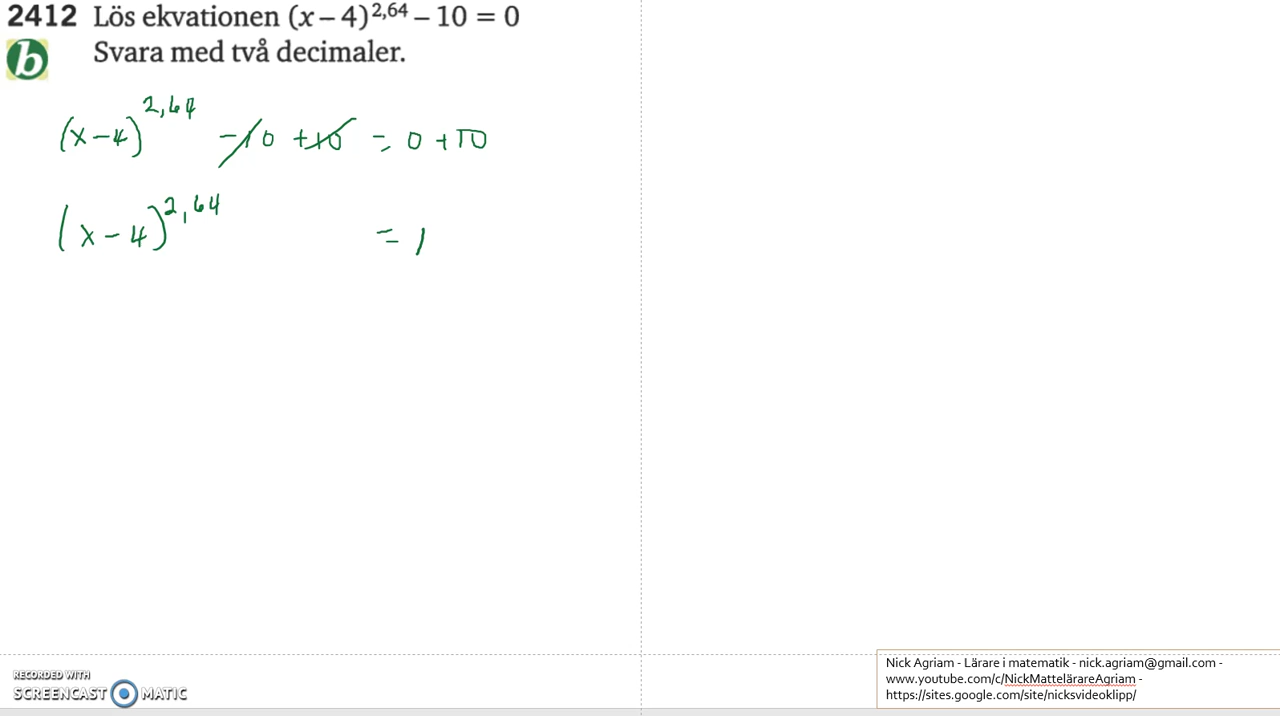 2412 Lös ekvationen (x – 4)^2,64 – 10 = 0
b Svara med två decimaler.
(x – 4)^2,64 – 10 + 10 = 0 + 10
(x – 4)^2,64 = 1
Nick Agriam - Lärare i matematik - nick.agriam@gmail.com -
www.youtube.com/c/NickMattelärareAgriam -
https://sites.google.com/site/nicksvideoklipp/
RECORDED WITH
SCREENCAST MATIC